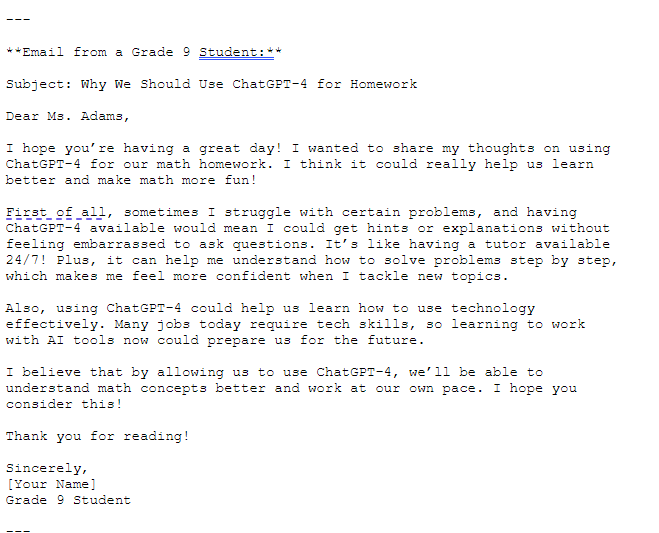 ---
**Email from a Grade 9 Student:**
Subject: Why We Should Use ChatGPT-4 for Homework
Dear Ms. Adams,
I hope you’re having a great day! I wanted to share my thoughts on using
ChatGPT-4 for our math homework. I think it could really help us learn
better and make math more fun!
First of all, sometimes I struggle with certain problems, and having
ChatGPT-4 available would mean I could get hints or explanations without
feeling embarrassed to ask questions. It’s like having a tutor available
24/7! Plus, it can help me understand how to solve problems step by step,
which makes me feel more confident when I tackle new topics.
Also, using ChatGPT-4 could help us learn how to use technology
effectively. Many jobs today require tech skills, so learning to work
with AI tools now could prepare us for the future.
I believe that by allowing us to use ChatGPT-4, we’ll be able to
understand math concepts better and work at our own pace. I hope you
consider this!
Thank you for reading!
Sincerely,
[Your Name]
Grade 9 Student
---